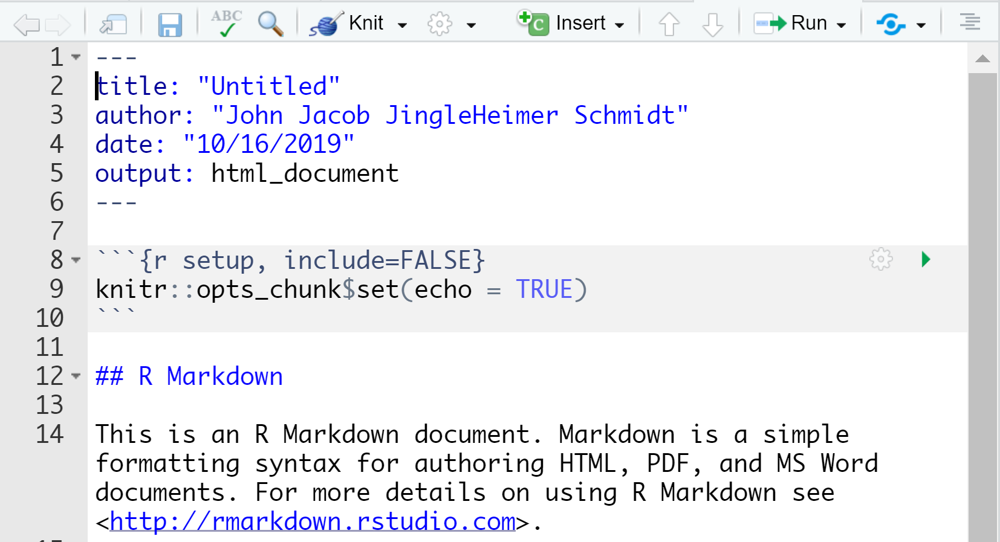 ABC Knit C Insert Run
1 ---
2 title: "Untitled"
3 author: "John Jacob JingleHeimer Schmidt"
4 date: "10/16/2019"
5 output: html_document
6 ---
7
8 ```{r setup, include=FALSE}
9 knitr::opts_chunk$set(echo = TRUE)
10 ```
11
12 ## R Markdown
13
14 This is an R Markdown document. Markdown is a simple
formatting syntax for authoring HTML, PDF, and MS Word
documents. For more details on using R Markdown see
<http://rmarkdown.rstudio.com>.